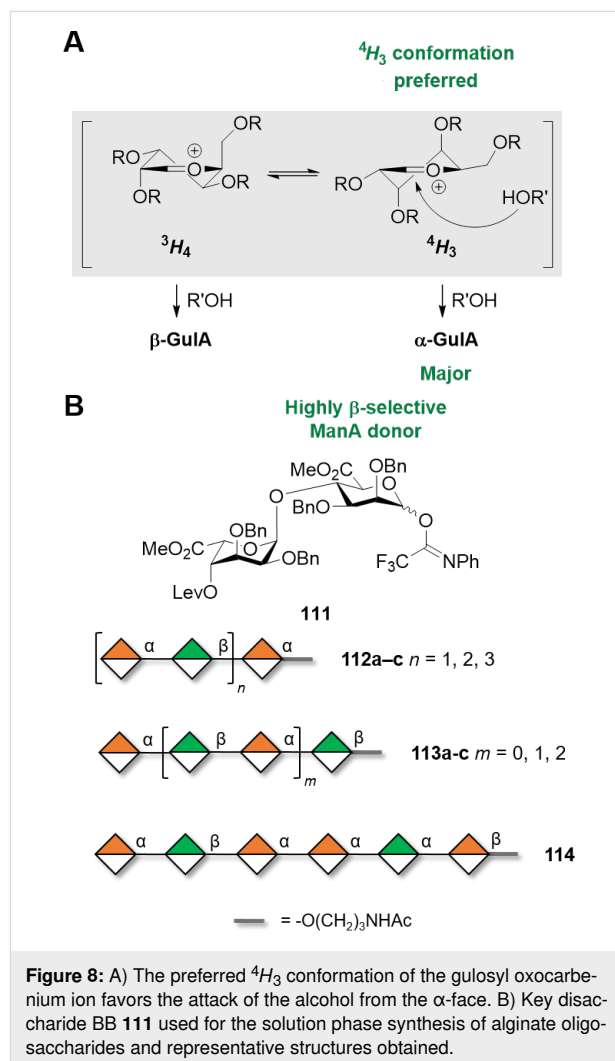 A
⁴H₃ conformation
preferred
OR
RO
⊕
O
OR
RO
OR
³H₄
RO
OR
OR
O
RO
⊕
OR
HOR'
⁴H₃
R'OH
R'OH
β-GulA
α-GulA
Major
B
Highly β-selective
ManA donor
MeO₂C
OBn
O
O
BnO
O
OBn
MeO₂C
O
O
OBn
F₃C
NPh
LevO
111
α
β
n
α
112a–c n = 1, 2, 3
α
β
α
m
β
113a-c m = 0, 1, 2
α
β
α
α
α
β
114
= -O(CH₂)₃NHAc
Figure 8: A) The preferred ⁴H₃ conformation of the gulosyl oxocarbe-
nium ion favors the attack of the alcohol from the α-face. B) Key disac-
charide BB 111 used for the solution phase synthesis of alginate oligo-
saccharides and representative structures obtained.